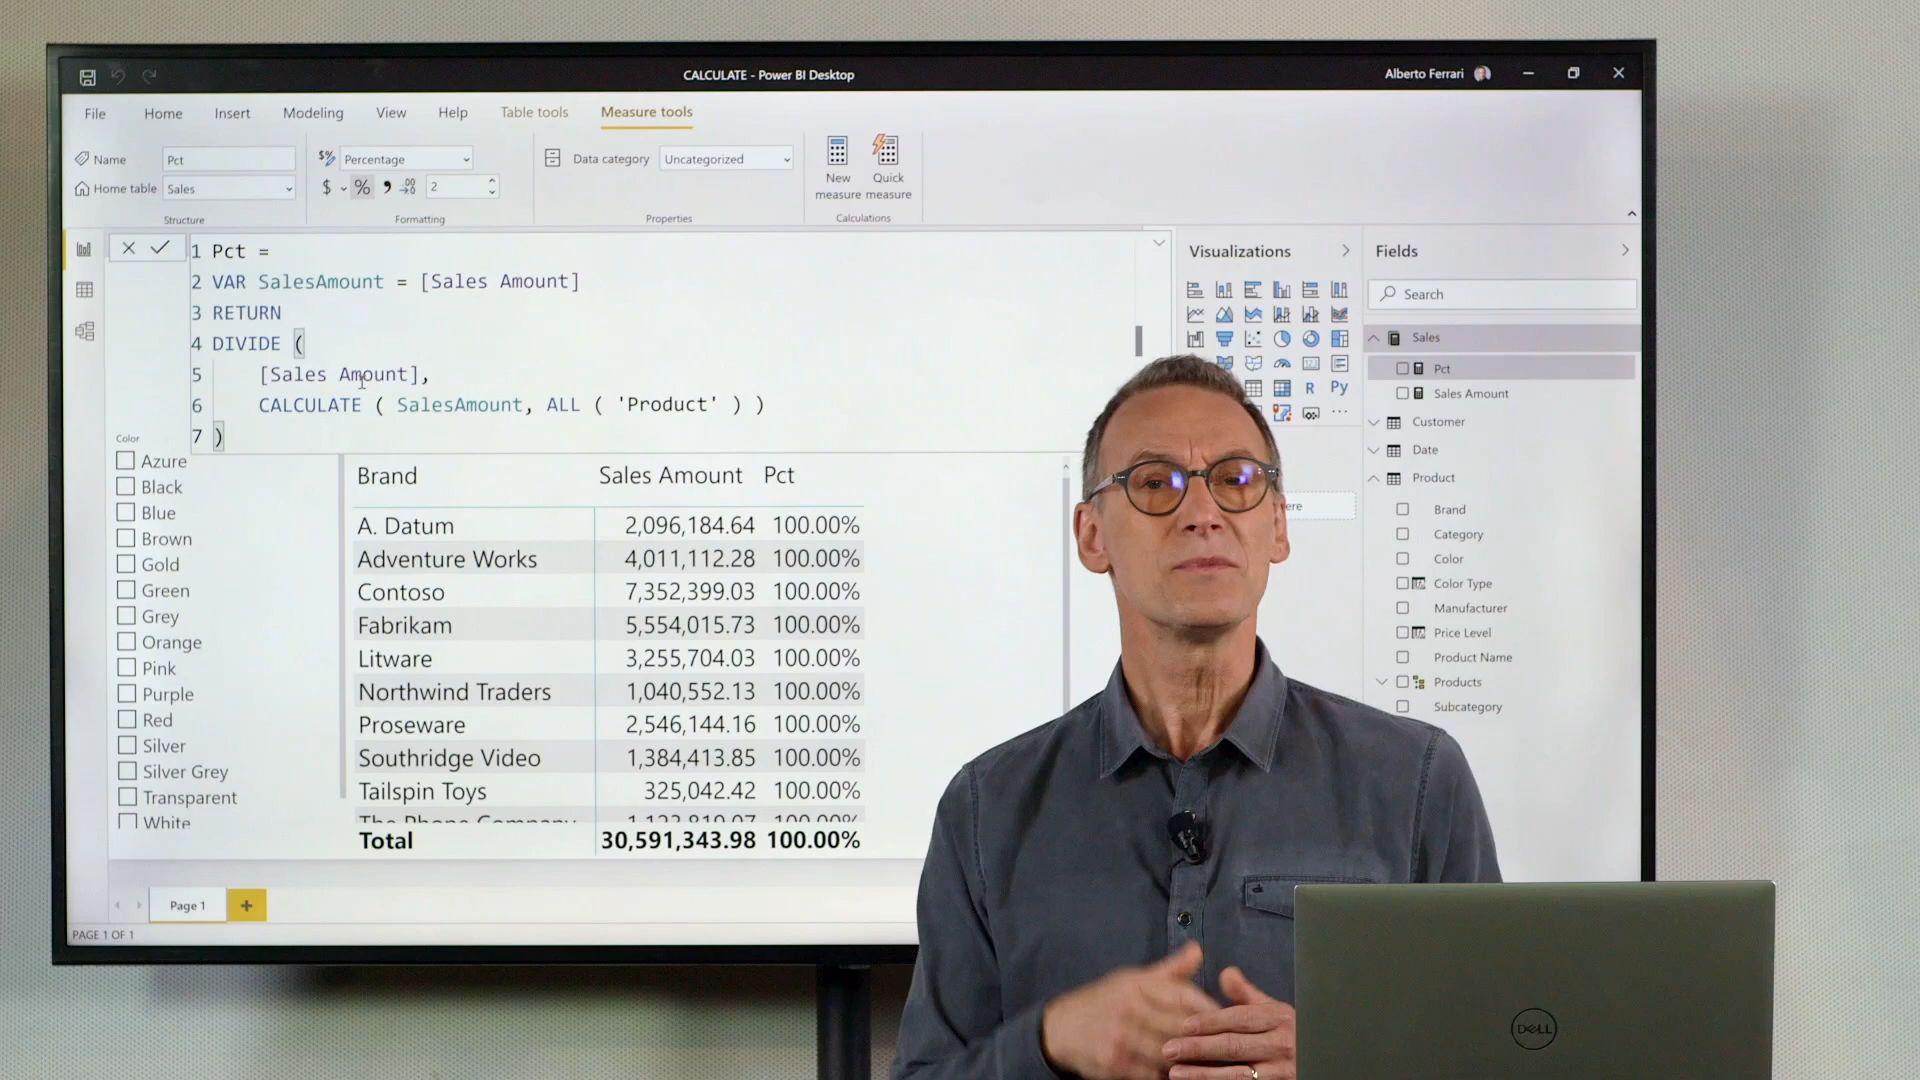 CALCULATE - Power BI Desktop
Alberto Ferrari
File Home Insert Modeling View Help Table tools Measure tools
Name Pct
Home table Sales
Structure
$% Percentage
$ % 9 .00 2
Formatting
Data category Uncategorized
Properties
New measure
Quick measure
Calculations
1 Pct =
2 VAR SalesAmount = [Sales Amount]
3 RETURN
4 DIVIDE (
5 [Sales Amount],
6 CALCULATE ( SalesAmount, ALL ( 'Product' ) )
7 )
Color
Azure
Black
Blue
Brown
Gold
Green
Grey
Orange
Pink
Purple
Red
Silver
Silver Grey
Transparent
White
Brand Sales Amount Pct
A. Datum 2,096,184.64 100.00%
Adventure Works 4,011,112.28 100.00%
Contoso 7,352,399.03 100.00%
Fabrikam 5,554,015.73 100.00%
Litware 3,255,704.03 100.00%
Northwind Traders 1,040,552.13 100.00%
Proseware 2,546,144.16 100.00%
Southridge Video 1,384,413.85 100.00%
Tailspin Toys 325,042.42 100.00%
The Phone Company
Total 30,591,343.98 100.00%
Visualizations
R Py
ere
Fields
Search
Sales
Pct
Sales Amount
Customer
Date
Product
Brand
Category
Color
Color Type
Manufacturer
Price Level
Product Name
Products
Subcategory
Page 1
PAGE 1 OF 1
DELL